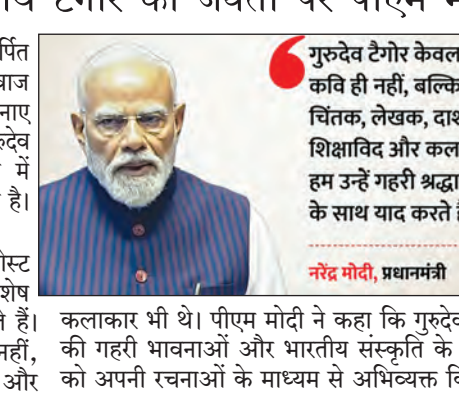 टैगोर की जयंती पर पीएम
र्पित
नाए
में
है।
ोस्ट
शेष
ते हैं।
नहीं,
और
गुरुदेव टैगोर केवल
कवि ही नहीं, बल्कि
चिंतक, लेखक, दाश
शिक्षाविद और कल
हम उन्हें गहरी श्रद्धा
के साथ याद करते है
नरेंद्र मोदी, प्रधानमंत्री
कलाकार भी थे। पीएम मोदी ने कहा कि गुरुदेव
की गहरी भावनाओं और भारतीय संस्कृति के
को अपनी रचनाओं के माध्यम से अभिव्यक्त कि